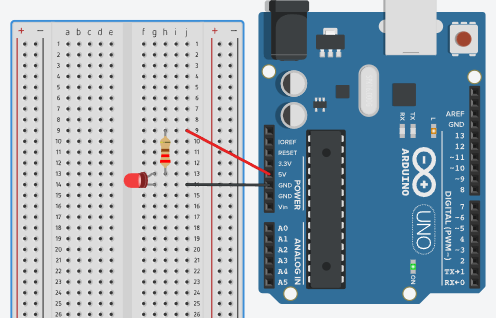 + − a b c d e f g h i j + −
1 1
2 2
3 3
4 4
5 5
6 6
7 7
8 8
9 9
10 10
11 11
12 12
13 13
14 14
15 15
16 16
17 17
18 18
19 19
20 20
21 21
22 22
23 23
24 24
25 25
26 26
IOREF
RESET
3.3V
5V
GND
GND
Vin
POWER
A0
A1
A2
A3
A4
A5
ANALOG IN
RX
TX
L
ARDUINO
UNO
ON
AREF
GND
13
12
~11
~10
~9
8
7
~6
~5
4
~3
2
TX→1
RX←0
DIGITAL (PWM~)